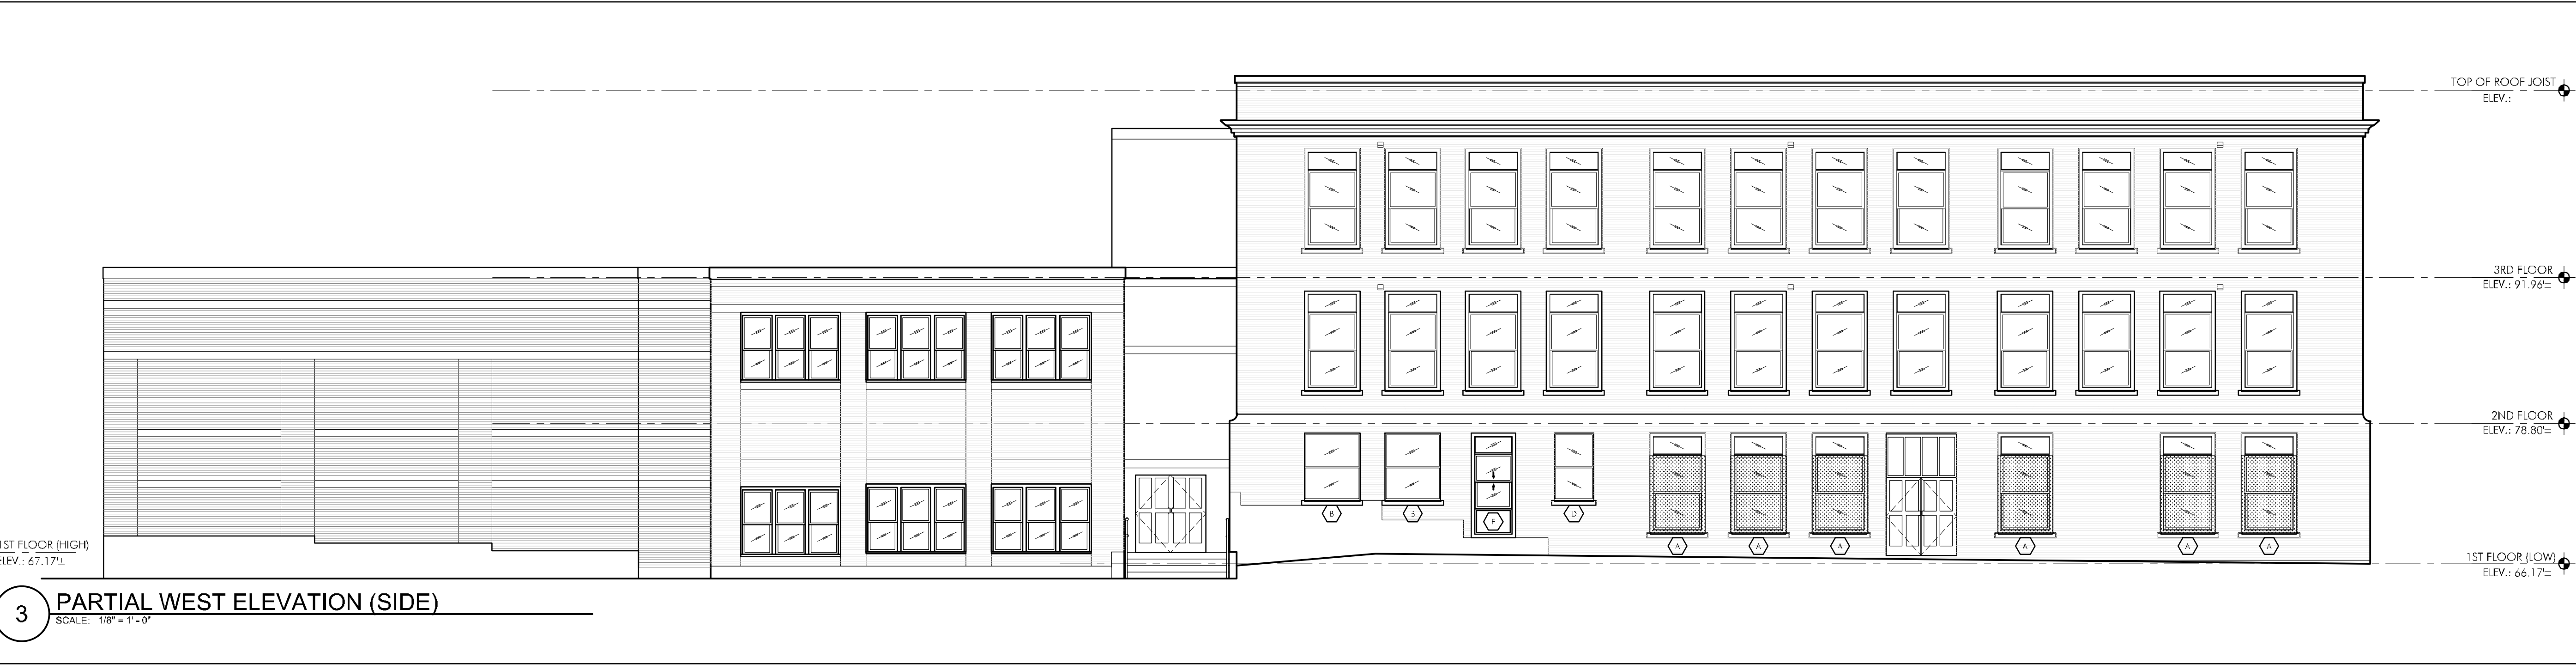 TOP OF ROOF JOIST
ELEV.:
3RD FLOOR
ELEV.: 91.96'±
2ND FLOOR
ELEV.: 78.80'±
B
B
F
D
A
A
A
A
A
A
1ST FLOOR (HIGH)
ELEV.: 67.17'±
1ST FLOOR (LOW)
ELEV.: 66.17'±
3
PARTIAL WEST ELEVATION (SIDE)
SCALE: 1/8" = 1' - 0"